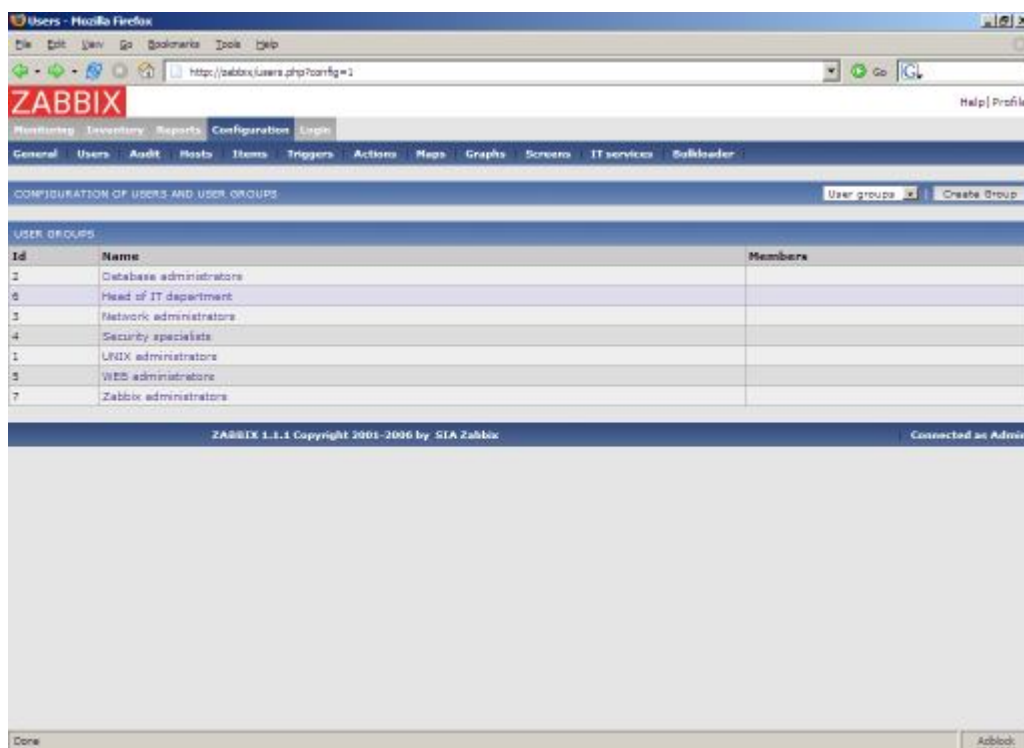 Users - Mozilla Firefox
File Edit View Go Bookmarks Tools Help
http://zabbix/users.php?config=1 Go
ZABBIX Help | Profile
Monitoring Inventory Reports Configuration Login
General Users Audit Hosts Items Triggers Actions Maps Graphs Screens IT services Bulkloader
CONFIGURATION OF USERS AND USER GROUPS User groups Create Group
USER GROUPS
Id Name Members
2 Database administrators
6 Head of IT department
3 Network administrators
4 Security specialists
1 UNIX administrators
5 WEB administrators
7 Zabbix administrators
ZABBIX 1.1.1 Copyright 2001-2006 by SIA Zabbix Connected as Admin
Done Adblock